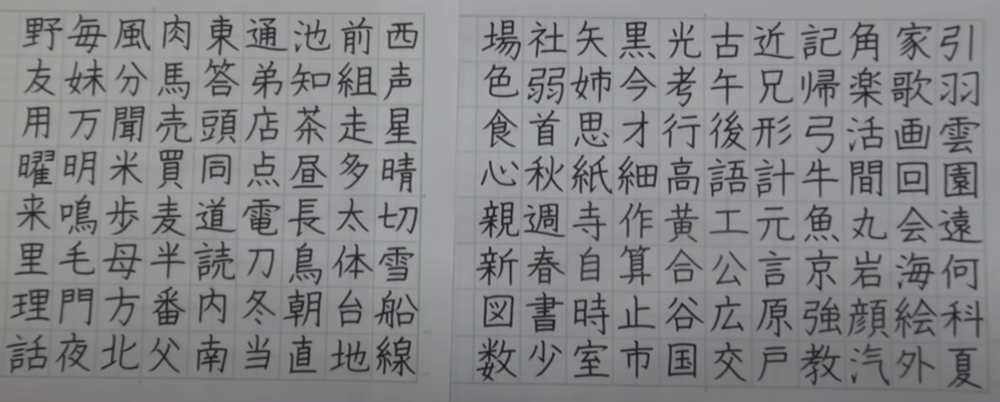 引羽雲園遠何科夏
家歌画回会海絵外
角楽活間丸岩顔汽
記帰弓牛魚京強教
近兄形計元言原戸
古午後語工公広交
光考行高黄合谷国
黒今才細作算止市
矢姉思紙寺自時室
社弱首秋週春書少
場色食心親新図数
西声星晴切雪船線
前組走多太体台地
池知茶昼長鳥朝直
通弟店点電刀冬当
東答頭同道読内南
肉馬売買麦半番父
風分聞米歩母方北
毎妹万明鳴毛門夜
野友用曜来里理話